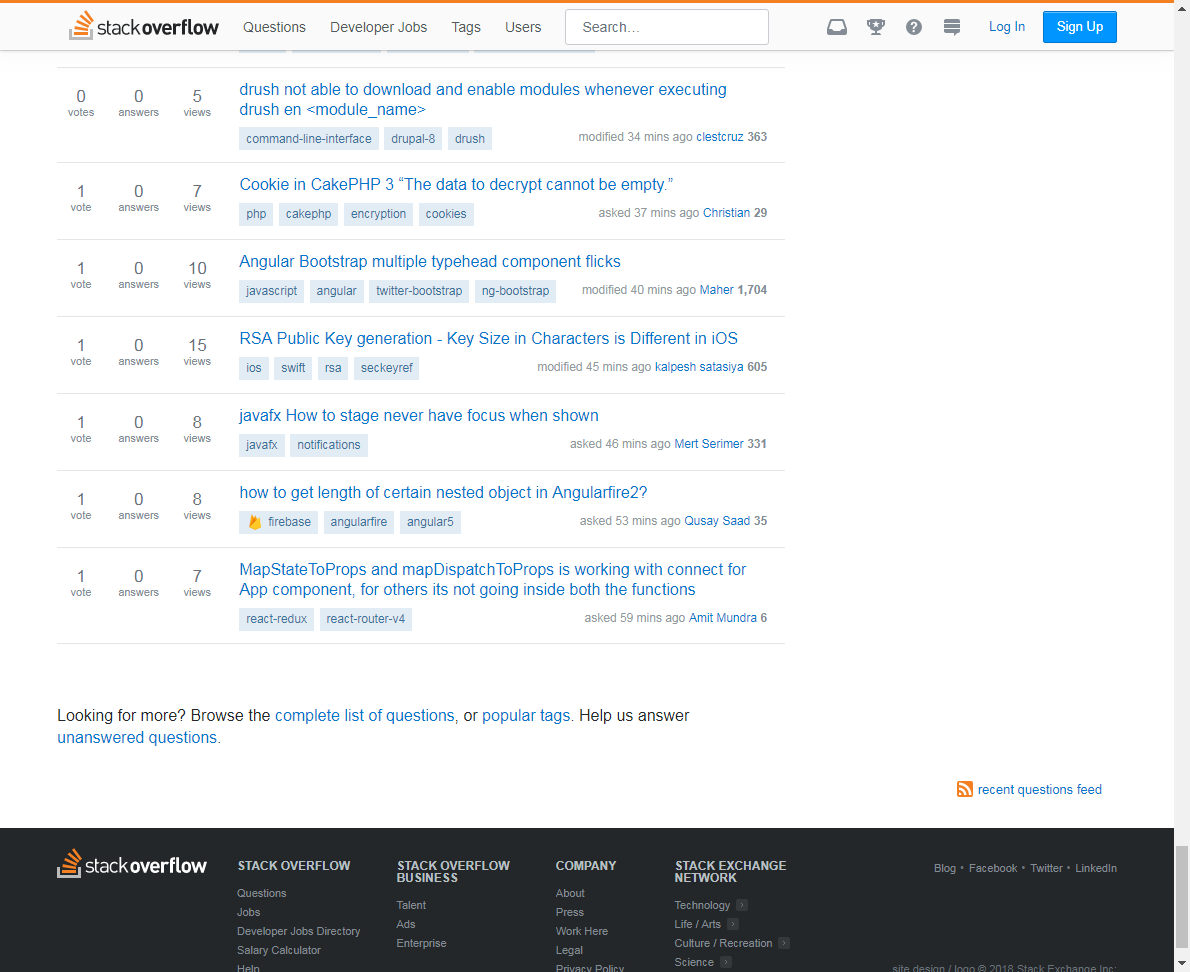 stack overflow Questions Developer Jobs Tags Users Search… Log In Sign Up
0 votes 0 answers 5 views
drush not able to download and enable modules whenever executing
drush en <module_name>
command-line-interface drupal-8 drush modified 34 mins ago clestcruz 363
1 vote 0 answers 7 views
Cookie in CakePHP 3 “The data to decrypt cannot be empty.”
php cakephp encryption cookies asked 37 mins ago Christian 29
1 vote 0 answers 10 views
Angular Bootstrap multiple typehead component flicks
javascript angular twitter-bootstrap ng-bootstrap modified 40 mins ago Maher 1,704
1 vote 0 answers 15 views
RSA Public Key generation - Key Size in Characters is Different in iOS
ios swift rsa seckeyref modified 45 mins ago kalpesh satasiya 605
1 vote 0 answers 8 views
javafx How to stage never have focus when shown
javafx notifications asked 46 mins ago Mert Serimer 331
1 vote 0 answers 8 views
how to get length of certain nested object in Angularfire2?
firebase angularfire angular5 asked 53 mins ago Qusay Saad 35
1 vote 0 answers 7 views
MapStateToProps and mapDispatchToProps is working with connect for
App component, for others its not going inside both the functions
react-redux react-router-v4 asked 59 mins ago Amit Mundra 6
Looking for more? Browse the complete list of questions, or popular tags. Help us answer
unanswered questions.
recent questions feed
stack overflow
STACK OVERFLOW
Questions
Jobs
Developer Jobs Directory
Salary Calculator
Help
STACK OVERFLOW
BUSINESS
Talent
Ads
Enterprise
COMPANY
About
Press
Work Here
Legal
Privacy Policy
STACK EXCHANGE
NETWORK
Technology
Life / Arts
Culture / Recreation
Science
Blog • Facebook • Twitter • LinkedIn
site design / logo © 2018 Stack Exchange Inc;